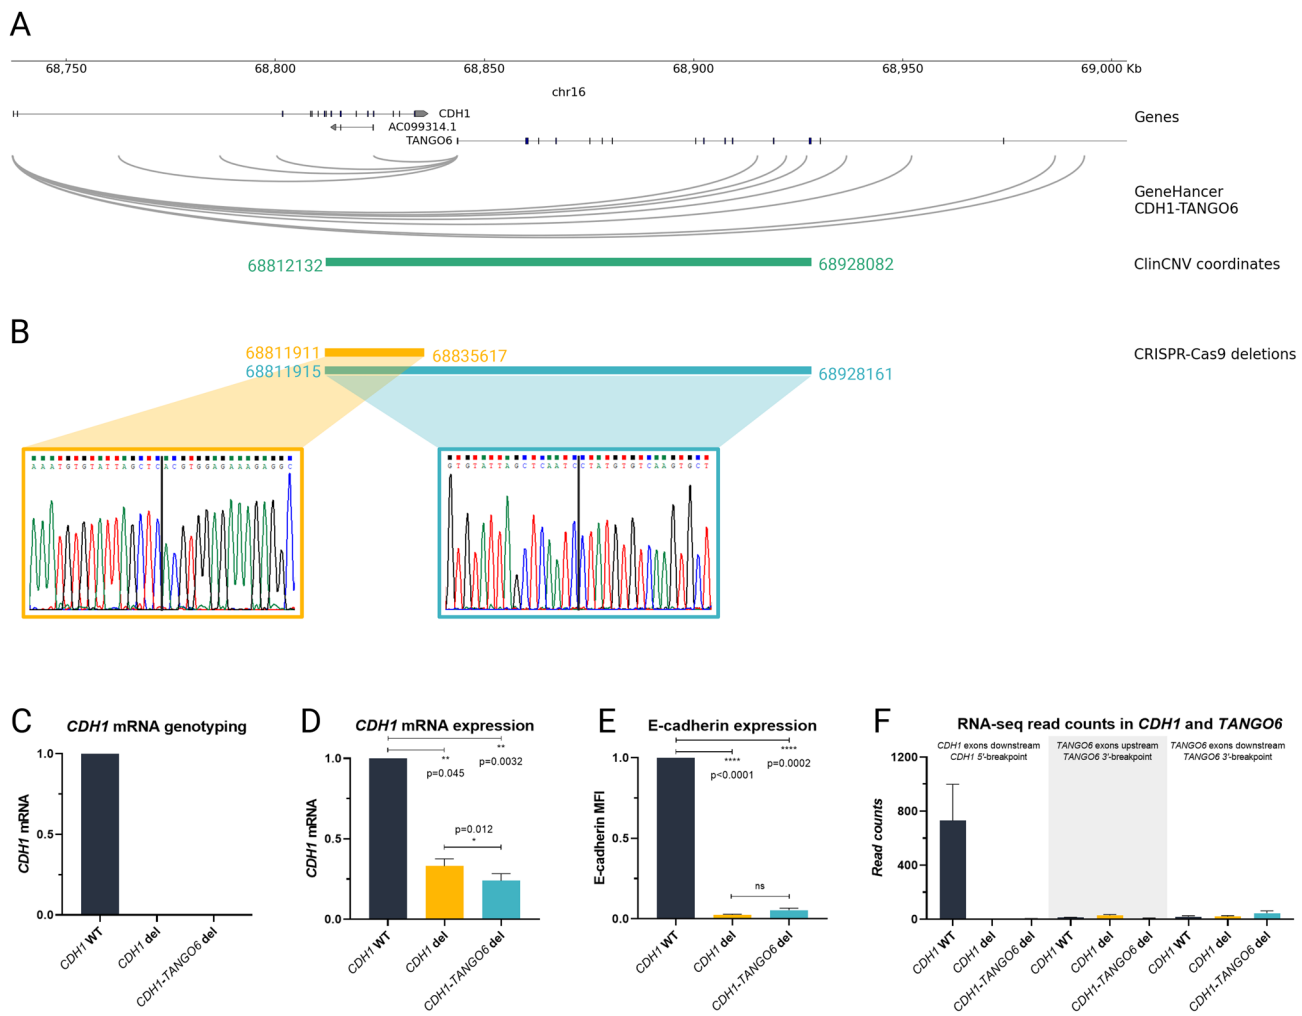 A
68,750
68,800
68,850
68,900
68,950
69,000 Kb
chr16
CDH1
Genes
AC099314.1
TANGO6
GeneHancer
CDH1-TANGO6
68812132
68928082
ClinCNV coordinates
B
68811911
68835617
CRISPR-Cas9 deletions
68811915
68928161
AAATGTGTATTAGCTCACGTGGAGAAAGAGGC
GTGTATTAGCTCAATCCTATGTGTCAAGTGCT
C
CDH1 mRNA genotyping
CDH1 mRNA
1.0
0.5
0.0
CDH1 WT
CDH1 del
CDH1-TANGO6 del
D
CDH1 mRNA expression
CDH1 mRNA
1.0
0.5
0.0
**
p=0.045
**
p=0.0032
p=0.012
*
CDH1 WT
CDH1 del
CDH1-TANGO6 del
E
E-cadherin expression
E-cadherin MFI
1.0
0.5
0.0
****
p<0.0001
****
p=0.0002
ns
CDH1 WT
CDH1 del
CDH1-TANGO6 del
F
RNA-seq read counts in CDH1 and TANGO6
CDH1 exons downstream
CDH1 5'-breakpoint
TANGO6 exons upstream
TANGO6 3'-breakpoint
TANGO6 exons downstream
TANGO6 3'-breakpoint
Read counts
1200
800
400
0
CDH1 WT
CDH1 del
CDH1-TANGO6 del
CDH1 WT
CDH1 del
CDH1-TANGO6 del
CDH1 WT
CDH1 del
CDH1-TANGO6 del